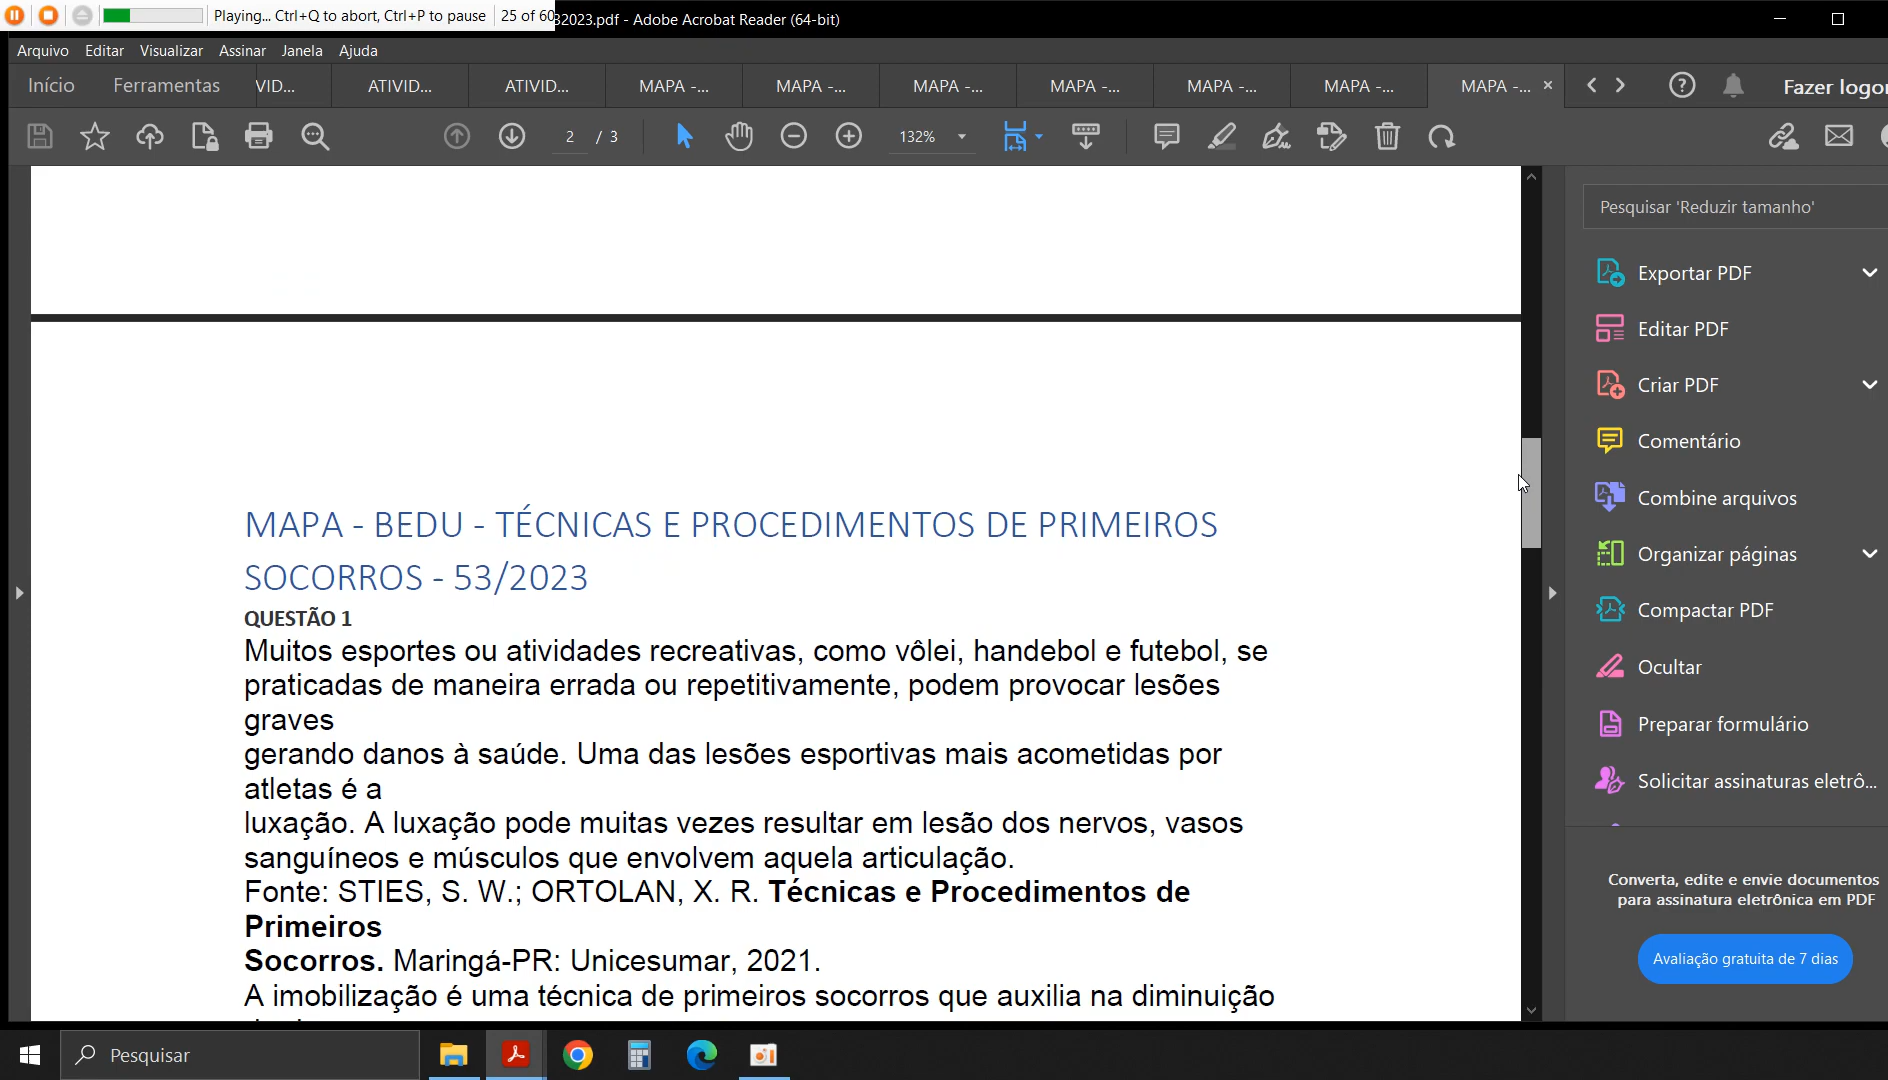 Playing... Ctrl+Q to abort, Ctrl+P to pause
25 of 60
32023.pdf - Adobe Acrobat Reader (64-bit)
Arquivo Editar Visualizar Assinar Janela Ajuda
Início Ferramentas VID... ATIVID... ATIVID... MAPA -... MAPA -... MAPA -... MAPA -... MAPA -... MAPA -... MAPA -... × Fazer logon
2 / 3 132%
MAPA - BEDU - TÉCNICAS E PROCEDIMENTOS DE PRIMEIROS
SOCORROS - 53/2023
QUESTÃO 1
Muitos esportes ou atividades recreativas, como vôlei, handebol e futebol, se
praticadas de maneira errada ou repetitivamente, podem provocar lesões
graves
gerando danos à saúde. Uma das lesões esportivas mais acometidas por
atletas é a
luxação. A luxação pode muitas vezes resultar em lesão dos nervos, vasos
sanguíneos e músculos que envolvem aquela articulação.
Fonte: STIES, S. W.; ORTOLAN, X. R. Técnicas e Procedimentos de
Primeiros
Socorros. Maringá-PR: Unicesumar, 2021.
A imobilização é uma técnica de primeiros socorros que auxilia na diminuição
Pesquisar 'Reduzir tamanho'
Exportar PDF
Editar PDF
Criar PDF
Comentário
Combine arquivos
Organizar páginas
Compactar PDF
Ocultar
Preparar formulário
Solicitar assinaturas eletrô...
Converta, edite e envie documentos
para assinatura eletrônica em PDF
Avaliação gratuita de 7 dias
Pesquisar